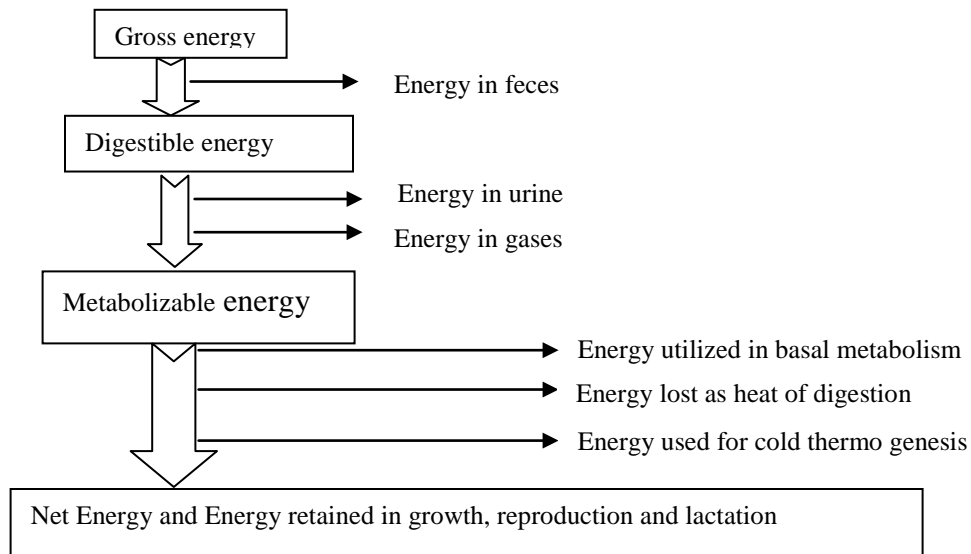 Gross energy
Energy in feces
Digestible energy
Energy in urine
Energy in gases
Metabolizable energy
Energy utilized in basal metabolism
Energy lost as heat of digestion
Energy used for cold thermo genesis
Net Energy and Energy retained in growth, reproduction and lactation